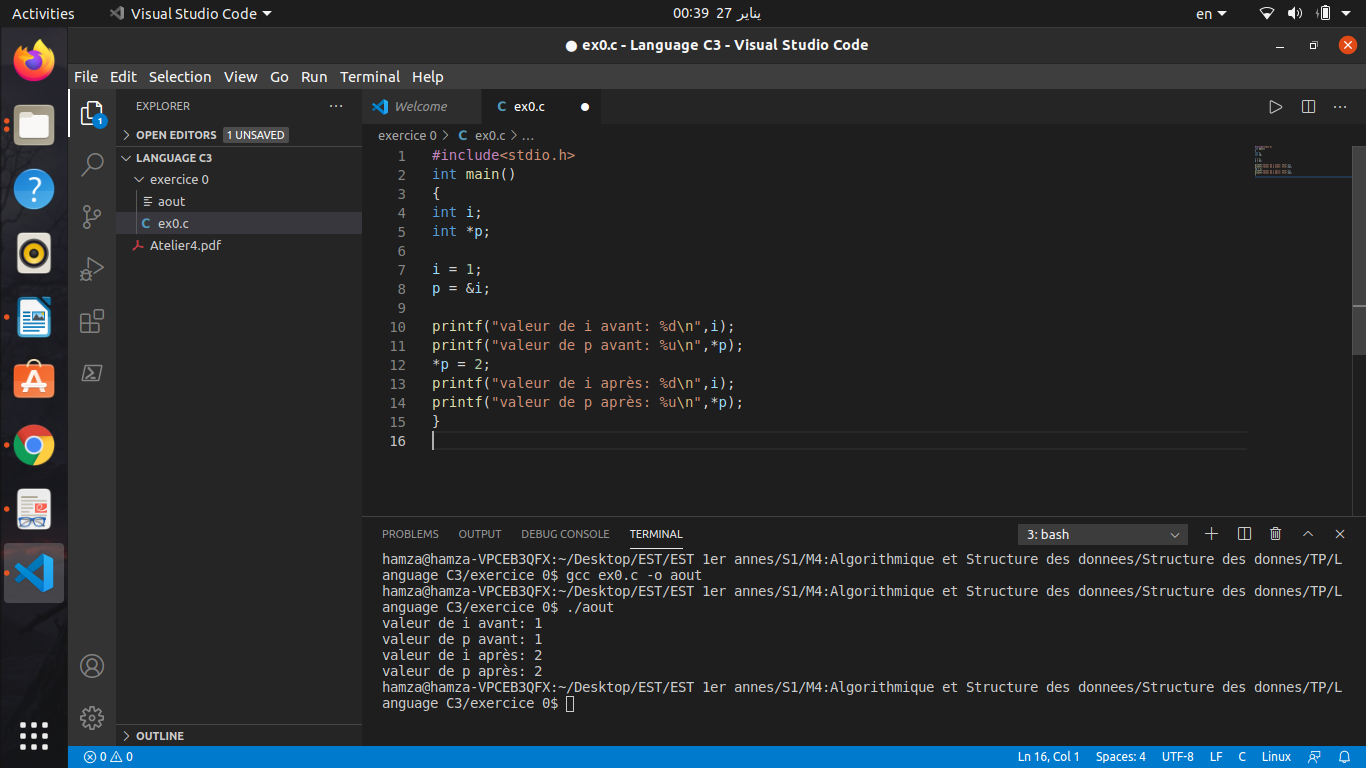 Activities Visual Studio Code 00:39 27 يناير en
ex0.c - Language C3 - Visual Studio Code
File Edit Selection View Go Run Terminal Help
EXPLORER
OPEN EDITORS 1 UNSAVED
LANGUAGE C3
exercice 0
aout
ex0.c
Atelier4.pdf
OUTLINE
1
Welcome ex0.c
exercice 0 > ex0.c > ...
1 #include<stdio.h>
2 int main()
3 {
4 int i;
5 int *p;
6
7 i = 1;
8 p = &i;
9
10 printf("valeur de i avant: %d\n",i);
11 printf("valeur de p avant: %u\n",*p);
12 *p = 2;
13 printf("valeur de i après: %d\n",i);
14 printf("valeur de p après: %u\n",*p);
15 }
16
PROBLEMS OUTPUT DEBUG CONSOLE TERMINAL 3: bash
hamza@hamza-VPCEB3QFX:~/Desktop/EST/EST 1er annes/S1/M4:Algorithmique et Structure des donnees/Structure des donnes/TP/L
anguage C3/exercice 0$ gcc ex0.c -o aout
hamza@hamza-VPCEB3QFX:~/Desktop/EST/EST 1er annes/S1/M4:Algorithmique et Structure des donnees/Structure des donnes/TP/L
anguage C3/exercice 0$ ./aout
valeur de i avant: 1
valeur de p avant: 1
valeur de i après: 2
valeur de p après: 2
hamza@hamza-VPCEB3QFX:~/Desktop/EST/EST 1er annes/S1/M4:Algorithmique et Structure des donnees/Structure des donnes/TP/L
anguage C3/exercice 0$
0 0 Ln 16, Col 1 Spaces: 4 UTF-8 LF C Linux